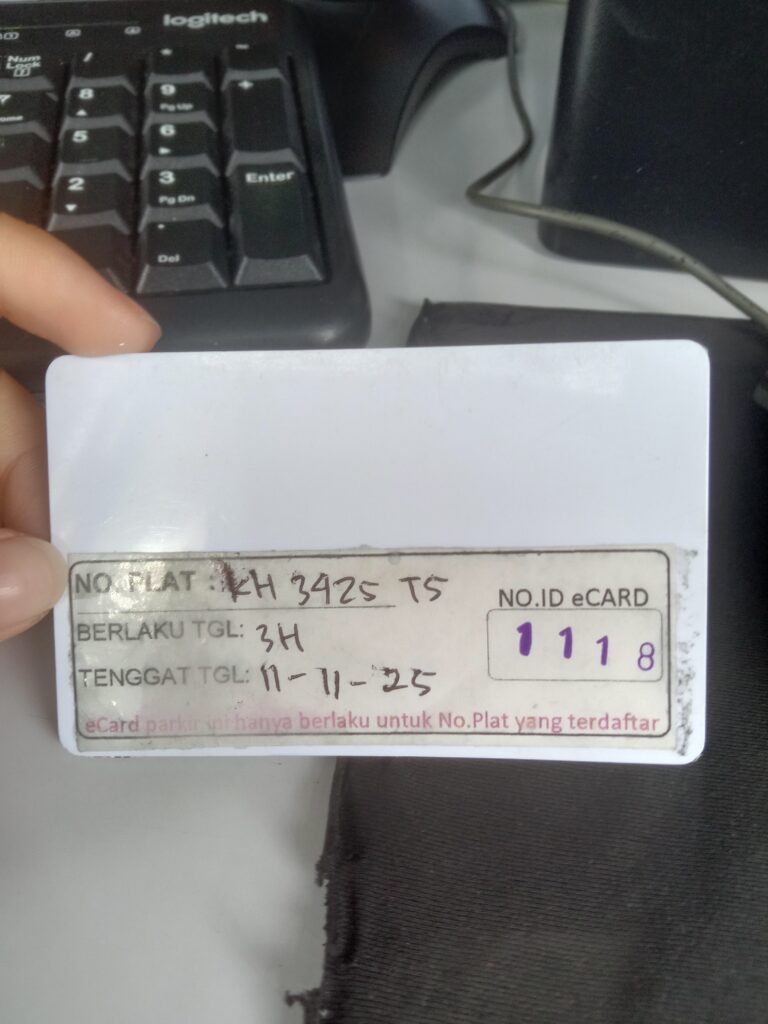 logitech
Num
Lock
/
*
-
7
8
9
Pg Up
+
5
6
2
3
Pg Dn
Enter
.
Del
NO. PLAT : KH 3425 TS
BERLAKU TGL: 3H
TENGGAT TGL: 11-11-25
NO.ID eCARD
1118
eCard parkir ini hanya berlaku untuk No.Plat yang terdaftar